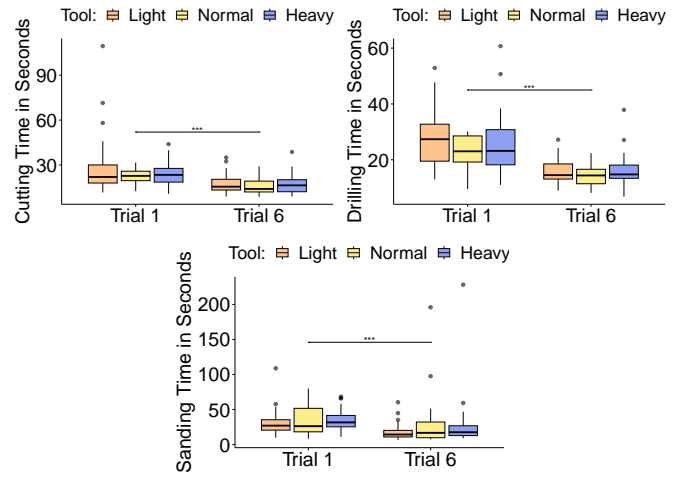 Tool: Light Normal Heavy
Cutting Time in Seconds
90
60
30
***
Trial 1 Trial 6
Tool: Light Normal Heavy
Drilling Time in Seconds
60
40
20
***
Trial 1 Trial 6
Tool: Light Normal Heavy
Sanding Time in Seconds
200
150
100
50
0
***
Trial 1 Trial 6